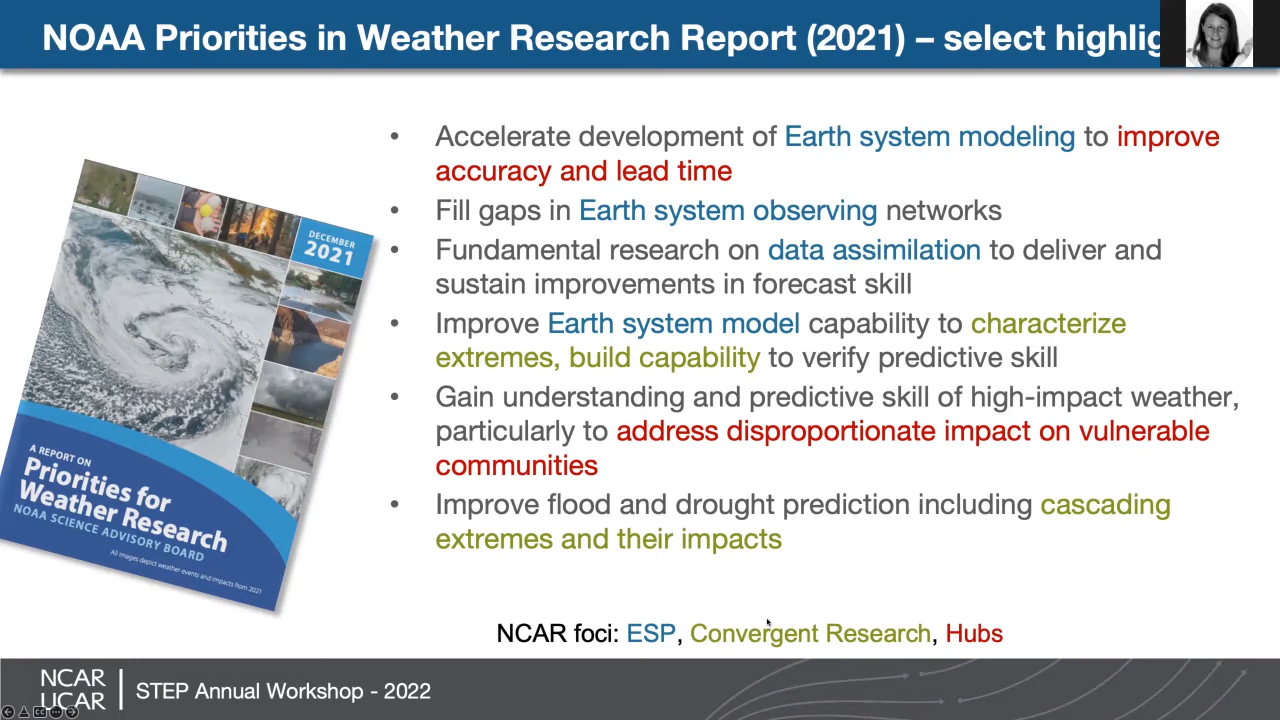 NOAA Priorities in Weather Research Report (2021) – select highlig
• Accelerate development of Earth system modeling to improve
accuracy and lead time
• Fill gaps in Earth system observing networks
• Fundamental research on data assimilation to deliver and
sustain improvements in forecast skill
• Improve Earth system model capability to characterize
extremes, build capability to verify predictive skill
• Gain understanding and predictive skill of high-impact weather,
particularly to address disproportionate impact on vulnerable
communities
• Improve flood and drought prediction including cascading
extremes and their impacts
DECEMBER
2021
A REPORT ON
Priorities for
Weather Research
NOAA SCIENCE ADVISORY BOARD
All images depict weather events and impacts from 2021
NCAR foci: ESP, Convergent Research, Hubs
NCAR
UCAR
STEP Annual Workshop - 2022